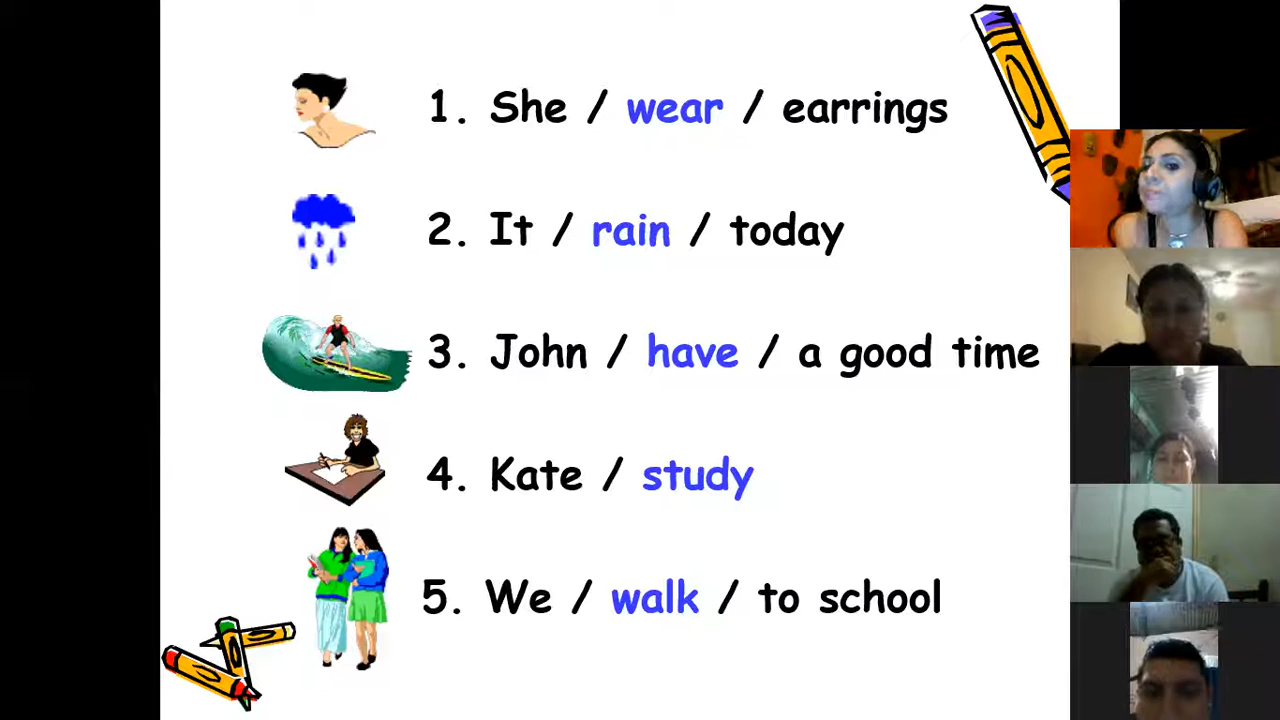 1. She / wear / earrings
2. It / rain / today
3. John / have / a good time
4. Kate / study
5. We / walk / to school